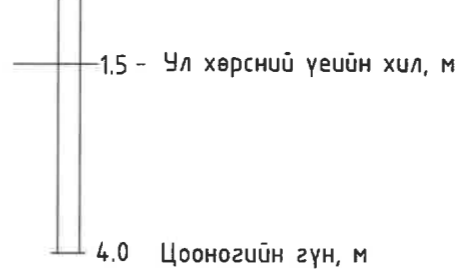 1.5 - Ул хөрсний үеийн хил, м
4.0 Цооногийн гүн, м